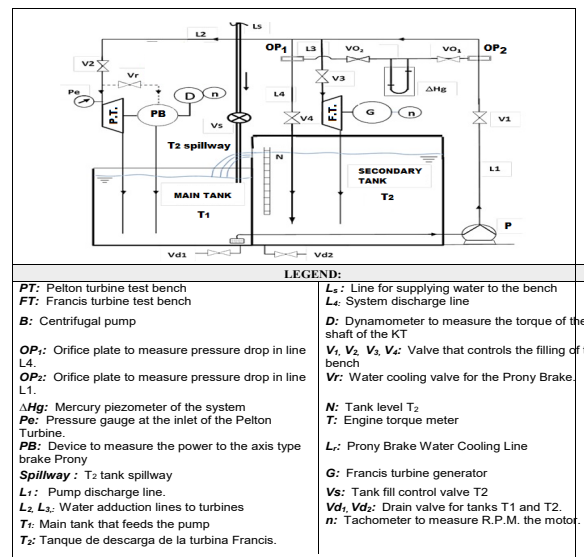 Ls
L2
OP1
L3
VO2
VO1
OP2
V2
Vr
V3
ΔHg
Pe
P.T.
PB
D
n
L4
F.T.
G
n
Vs
V4
V1
T2 spillway
N
SECONDARY
TANK
T2
L1
MAIN TANK
T1
P
Vd1
Vd2
LEGEND:
PT: Pelton turbine test bench
FT: Francis turbine test bench
B: Centrifugal pump
OP1: Orifice plate to measure pressure drop in line
L4.
OP2: Orifice plate to measure pressure drop in line
L1.
ΔHg: Mercury piezometer of the system
Pe: Pressure gauge at the inlet of the Pelton
Turbine.
PB: Device to measure the power to the axis type
brake Prony
Spillway : T2 tank spillway
L1: Pump discharge line.
L2, L3,: Water adduction lines to turbines
T1: Main tank that feeds the pump
T2: Tanque de descarga de la turbina Francis.
Ls : Line for supplying water to the bench
L4: System discharge line
D: Dynamometer to measure the torque of the
shaft of the KT
V1, V2, V3, V4: Valve that controls the filling of
bench
Vr: Water cooling valve for the Prony Brake.
N: Tank level T2
T: Engine torque meter
Lr: Prony Brake Water Cooling Line
G: Francis turbine generator
Vs: Tank fill control valve T2
Vd1, Vd2: Drain valve for tanks T1 and T2.
n: Tachometer to measure R.P.M. the motor.